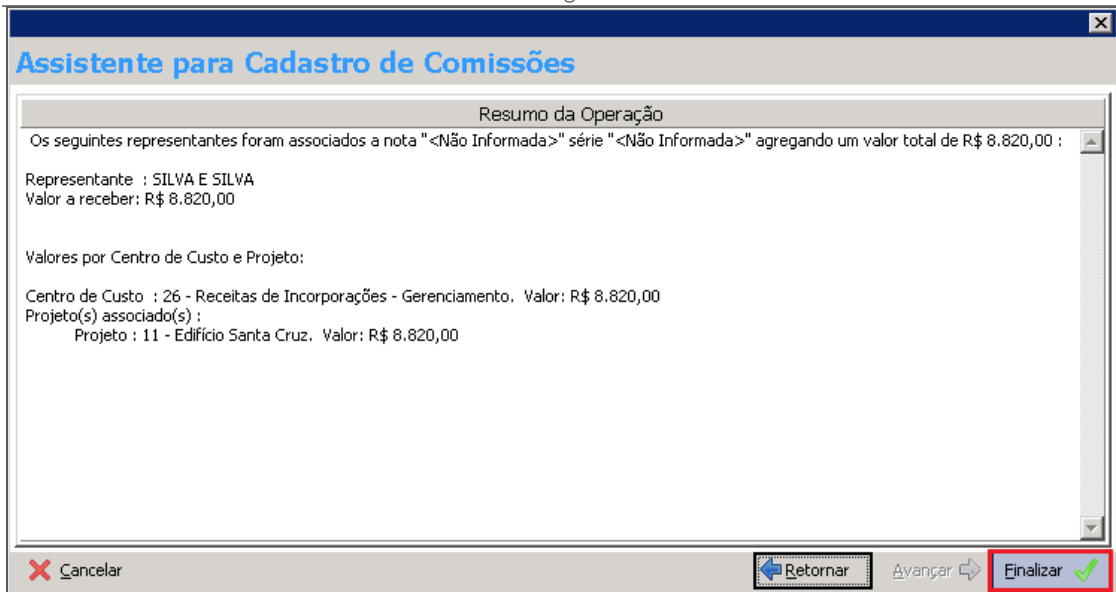 Assistente para Cadastro de Comissões
Resumo da Operação
Os seguintes representantes foram associados a nota "<Não Informada>" série "<Não Informada>" agregando um valor total de R$ 8.820,00 :
Representante : SILVA E SILVA
Valor a receber: R$ 8.820,00
Valores por Centro de Custo e Projeto:
Centro de Custo : 26 - Receitas de Incorporações - Gerenciamento. Valor: R$ 8.820,00
Projeto(s) associado(s) :
Projeto : 11 - Edifício Santa Cruz. Valor: R$ 8.820,00
Cancelar Retornar Avançar Finalizar